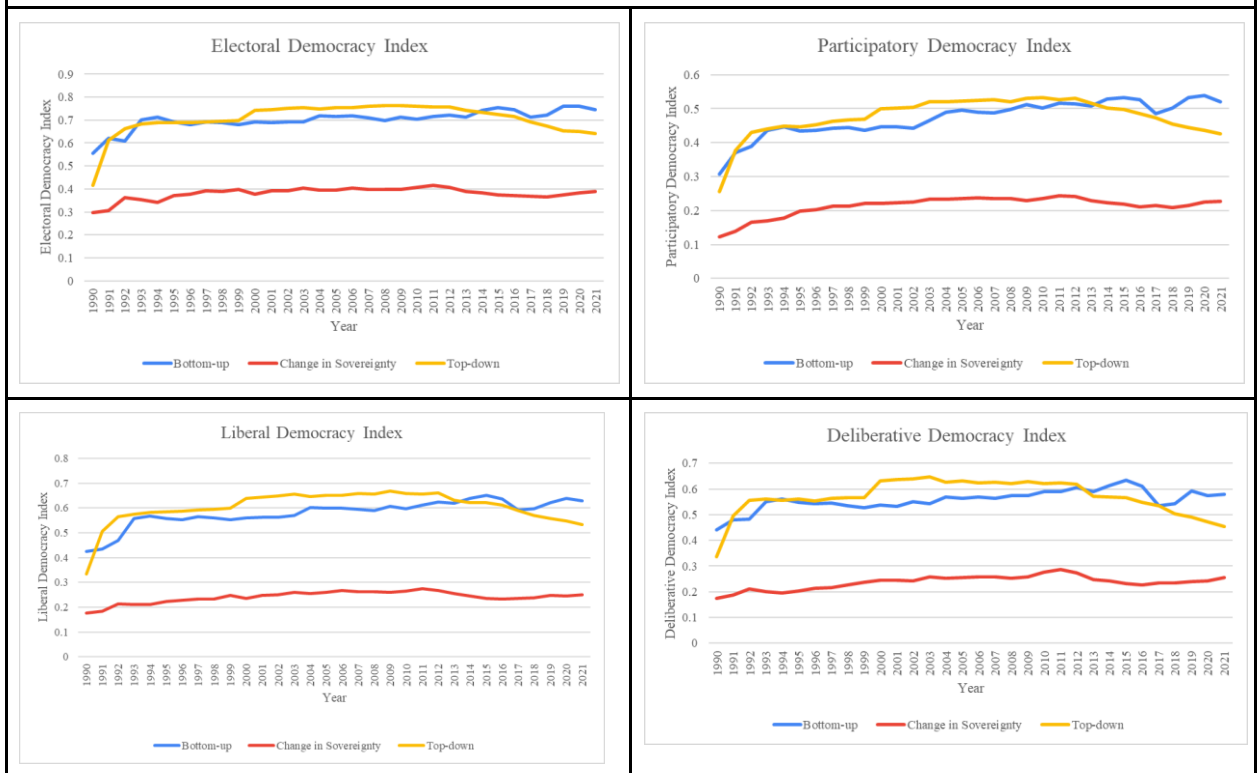 Electoral Democracy Index
Electoral Democracy Index
0.9
0.8
0.7
0.6
0.5
0.4
0.3
0.2
0.1
0
1990 1991 1992 1993 1994 1995 1996 1997 1998 1999 2000 2001 2002 2003 2004 2005 2006 2007 2008 2009 2010 2011 2012 2013 2014 2015 2016 2017 2018 2019 2020 2021
Year
Bottom-up Change in Sovereignty Top-down
Participatory Democracy Index
Participatory Democracy Index
0.6
0.5
0.4
0.3
0.2
0.1
0
1990 1991 1992 1993 1994 1995 1996 1997 1998 1999 2000 2001 2002 2003 2004 2005 2006 2007 2008 2009 2010 2011 2012 2013 2014 2015 2016 2017 2018 2019 2020 2021
Year
Bottom-up Change in Sovereignty Top-down
Liberal Democracy Index
Liberal Democracy Index
0.8
0.7
0.6
0.5
0.4
0.3
0.2
0.1
0
1990 1991 1992 1993 1994 1995 1996 1997 1998 1999 2000 2001 2002 2003 2004 2005 2006 2007 2008 2009 2010 2011 2012 2013 2014 2015 2016 2017 2018 2019 2020 2021
Year
Bottom-up Change in Sovereignty Top-down
Deliberative Democracy Index
Deliberative Democracy Index
0.7
0.6
0.5
0.4
0.3
0.2
0.1
0
1990 1991 1992 1993 1994 1995 1996 1997 1998 1999 2000 2001 2002 2003 2004 2005 2006 2007 2008 2009 2010 2011 2012 2013 2014 2015 2016 2017 2018 2019 2020 2021
Year
Bottom-up Change in Sovereignty Top-down